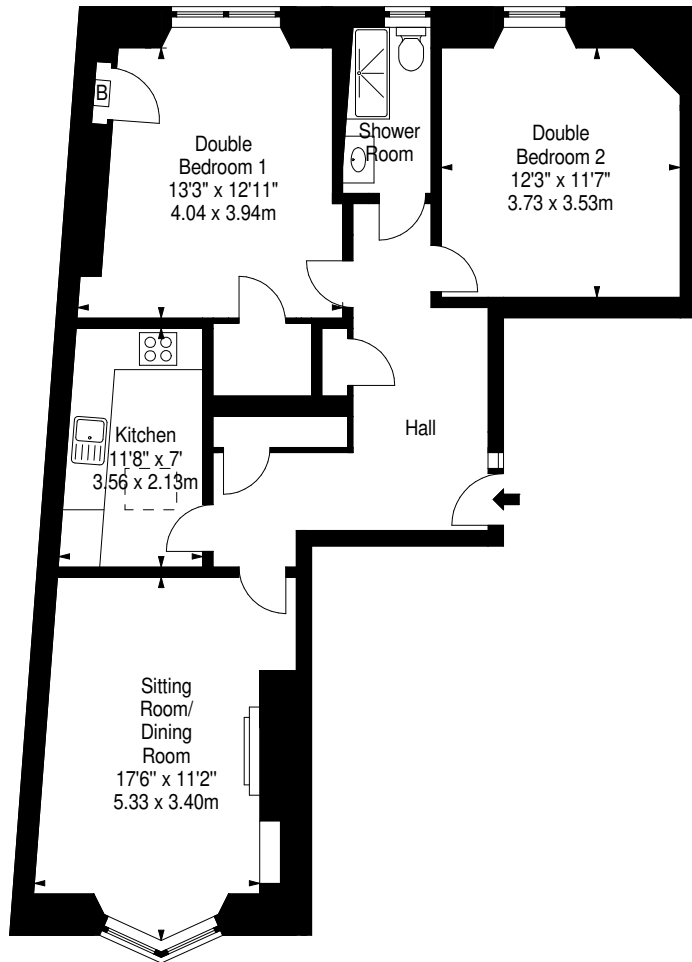 B
Double
Bedroom 1
13'3" x 12'11"
4.04 x 3.94m
Shower
Room
Double
Bedroom 2
12'3" x 11'7"
3.73 x 3.53m
Kitchen
11'8" x 7'
3.56 x 2.13m
Hall
Sitting
Room/
Dining
Room
17'6" x 11'2"
5.33 x 3.40m